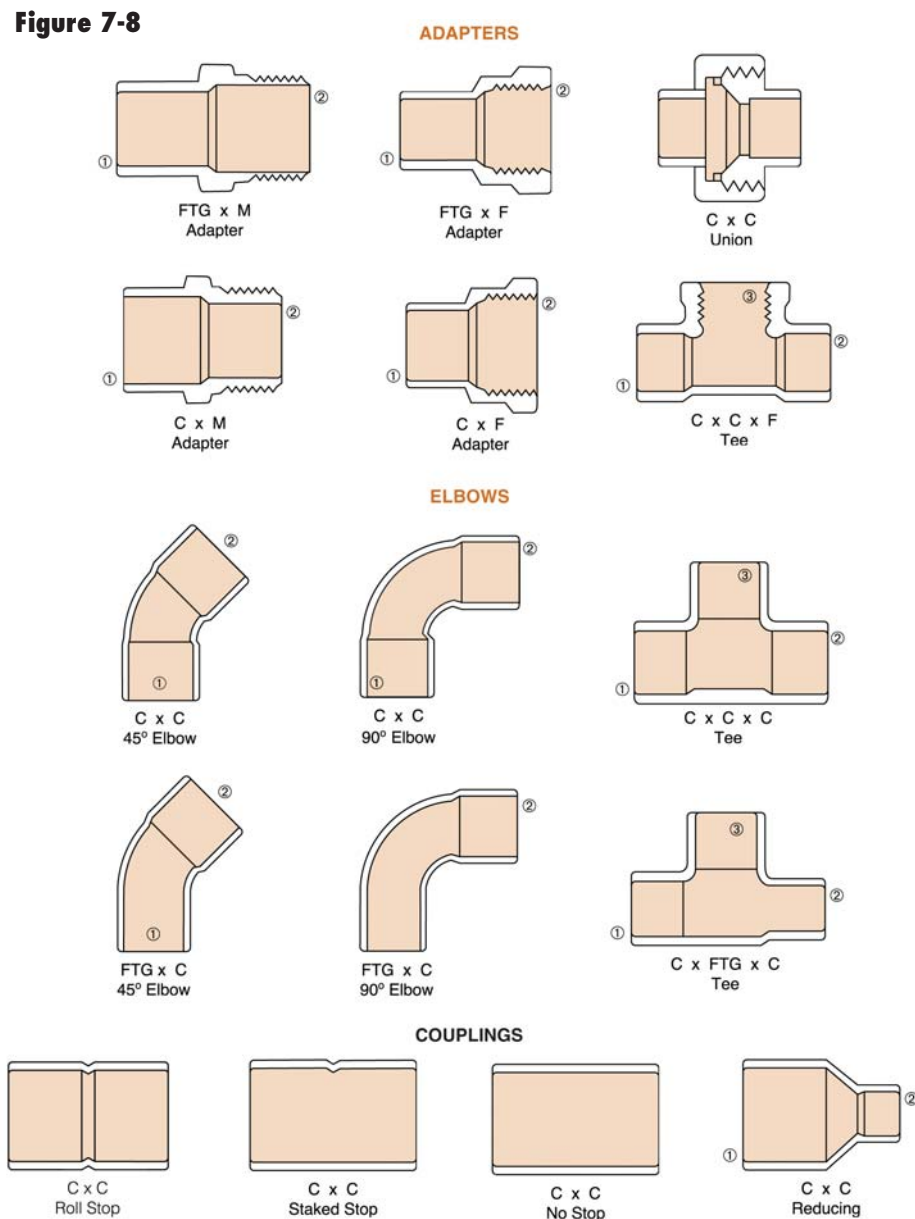 Figure 7-8
ADAPTERS
①
②
FTG x M
Adapter
①
②
FTG x F
Adapter
C x C
Union
①
②
C x M
Adapter
①
②
C x F
Adapter
①
②
③
C x C x F
Tee
ELBOWS
①
②
C x C
45° Elbow
①
②
C x C
90° Elbow
①
②
③
C x C x C
Tee
①
②
FTG x C
45° Elbow
②
FTG x C
90° Elbow
①
②
③
C x FTG x C
Tee
COUPLINGS
C x C
Roll Stop
C x C
Staked Stop
C x C
No Stop
①
②
C x C
Reducing